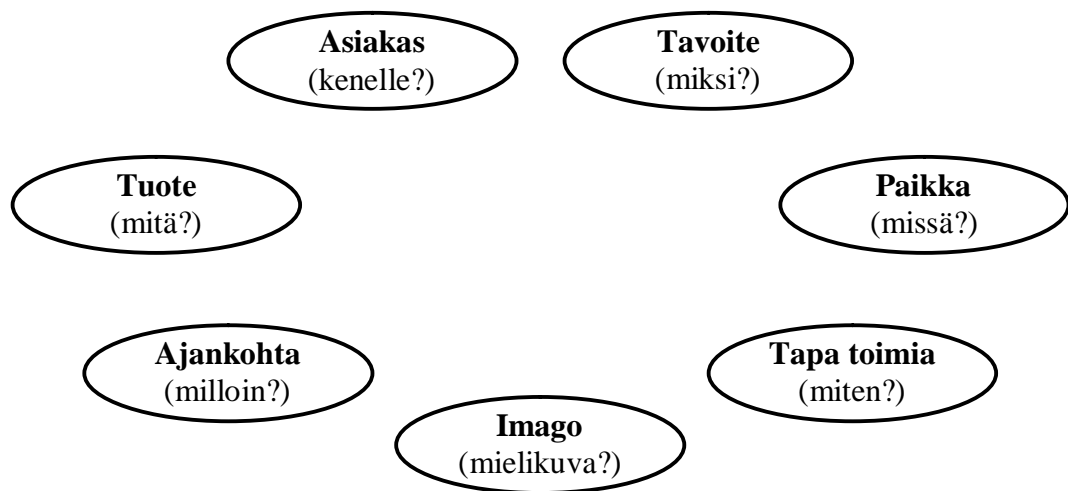 Asiakas
(kenelle?)
Tavoite
(miksi?)
Tuote
(mitä?)
Paikka
(missä?)
Ajankohta
(milloin?)
Tapa toimia
(miten?)
Imago
(mielikuva?)